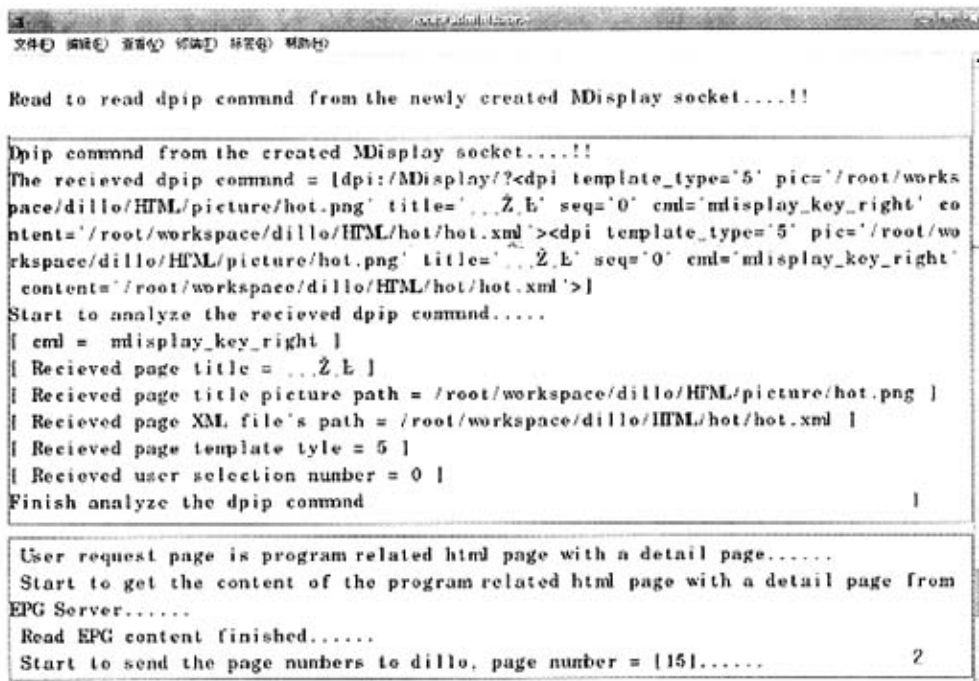 文件(F) 编辑(E) 查看(V) 终端(T) 标签(B) 帮助(H)
Read to read dpip commnd from the newly created MDisplay socket....!!
Dpip commnd from the created MDisplay socket....!!
The recieved dpip commnd = [dpi:/MDisplay/?<dpi template_type='5' pic='/root/works
pace/dillo/HTML/picture/hot.png' title=' ...Ž.Ł' seq='0' cmd='mdisplay_key_right' co
ntent='/root/workspace/dillo/HTML/hot/hot.xml'><dpi template_type='5' pic='/root/wo
rkspace/dillo/HTML/picture/hot.png' title=' ...Ž.Ł' seq='0' cmd='mdisplay_key_right'
content='/root/workspace/dillo/HTML/hot/hot.xml'>]
Start to analyze the recieved dpip commnd.....
[ cmd = mdisplay_key_right ]
[ Recieved page title = ...Ž.Ł ]
[ Recieved page title picture path = /root/workspace/dillo/HTML/picture/hot.png ]
[ Recieved page XML file's path = /root/workspace/dillo/HTML/hot/hot.xml ]
[ Recieved page template tyle = 5 ]
[ Recieved user selection number = 0 ]
Finish analyze the dpip commnd 1
User request page is program related html page with a detail page......
Start to get the content of the program related html page with a detail page from
EPG Server......
Read EPG content finished......
Start to send the page numbers to dillo, page number = [15]...... 2